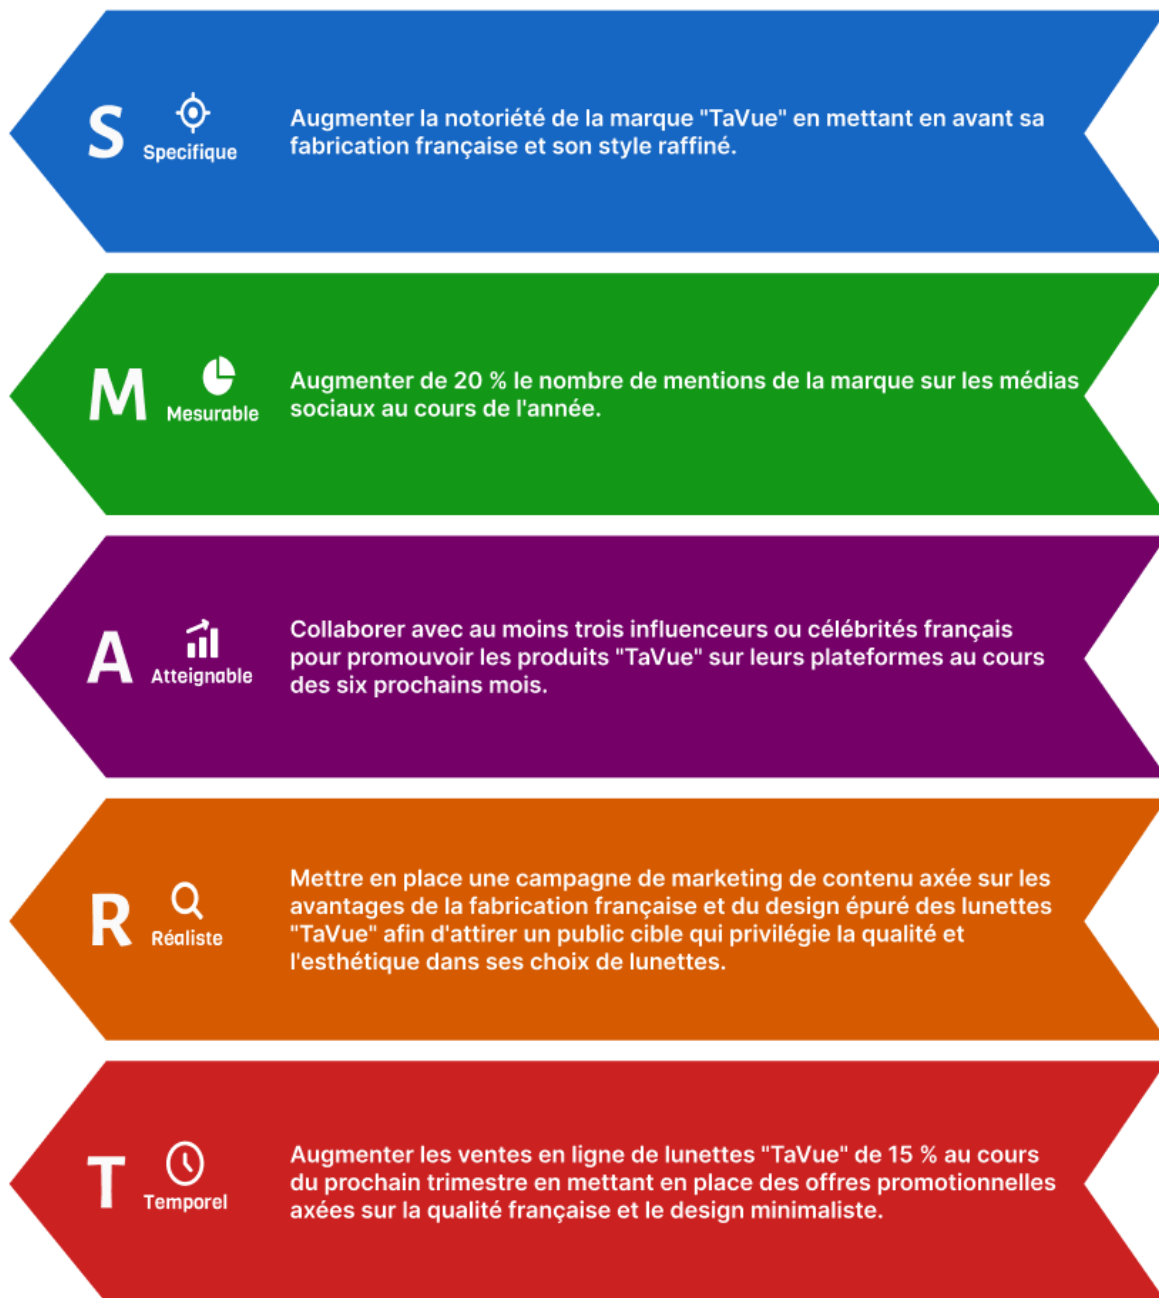 S
Specifique
Augmenter la notoriété de la marque "TaVue" en mettant en avant sa
fabrication française et son style raffiné.
M
Mesurable
Augmenter de 20 % le nombre de mentions de la marque sur les médias
sociaux au cours de l'année.
A
Atteignable
Collaborer avec au moins trois influenceurs ou célébrités français
pour promouvoir les produits "TaVue" sur leurs plateformes au cours
des six prochains mois.
R
Réaliste
Mettre en place une campagne de marketing de contenu axée sur les
avantages de la fabrication française et du design épuré des lunettes
"TaVue" afin d'attirer un public cible qui privilégie la qualité et
l'esthétique dans ses choix de lunettes.
T
Temporel
Augmenter les ventes en ligne de lunettes "TaVue" de 15 % au cours
du prochain trimestre en mettant en place des offres promotionnelles
axées sur la qualité française et le design minimaliste.